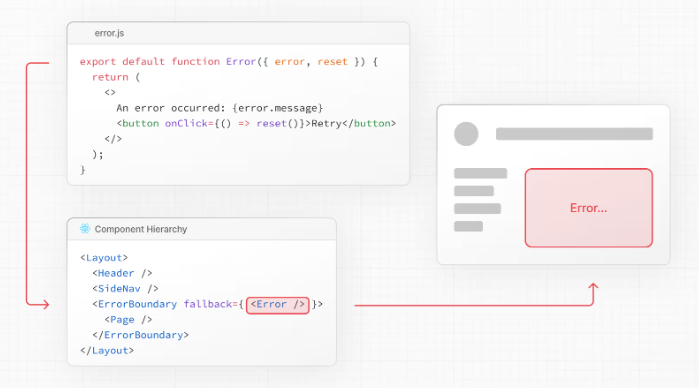 error.js
export default function Error({ error, reset }) {
return (
<>
An error occurred: {error.message}
<button onClick={() => reset()}>Retry</button>
</>
);
}
Component Hierarchy
<Layout>
<Header />
<SideNav />
<ErrorBoundary fallback={ <Error /> }>
<Page />
</ErrorBoundary>
</Layout>
Error...